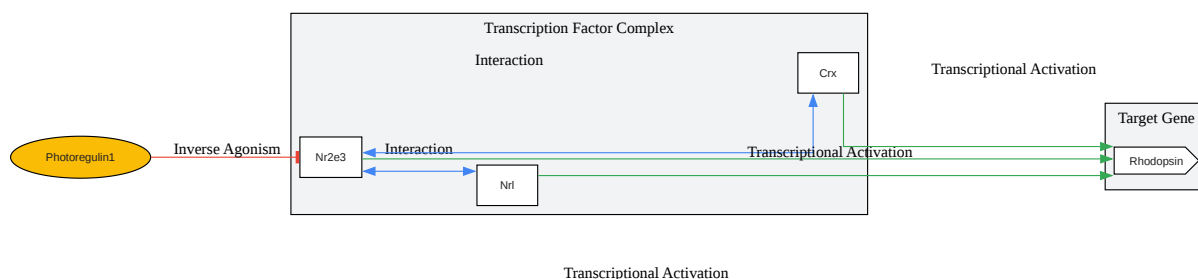 Transcription Factor Complex
Interaction
Crx
Transcriptional Activation
Target Gene
Photoregulin1
Inverse Agonism
Nr2e3
Interaction
Transcriptional Activation
Rhodopsin
Nrl
Transcriptional Activation